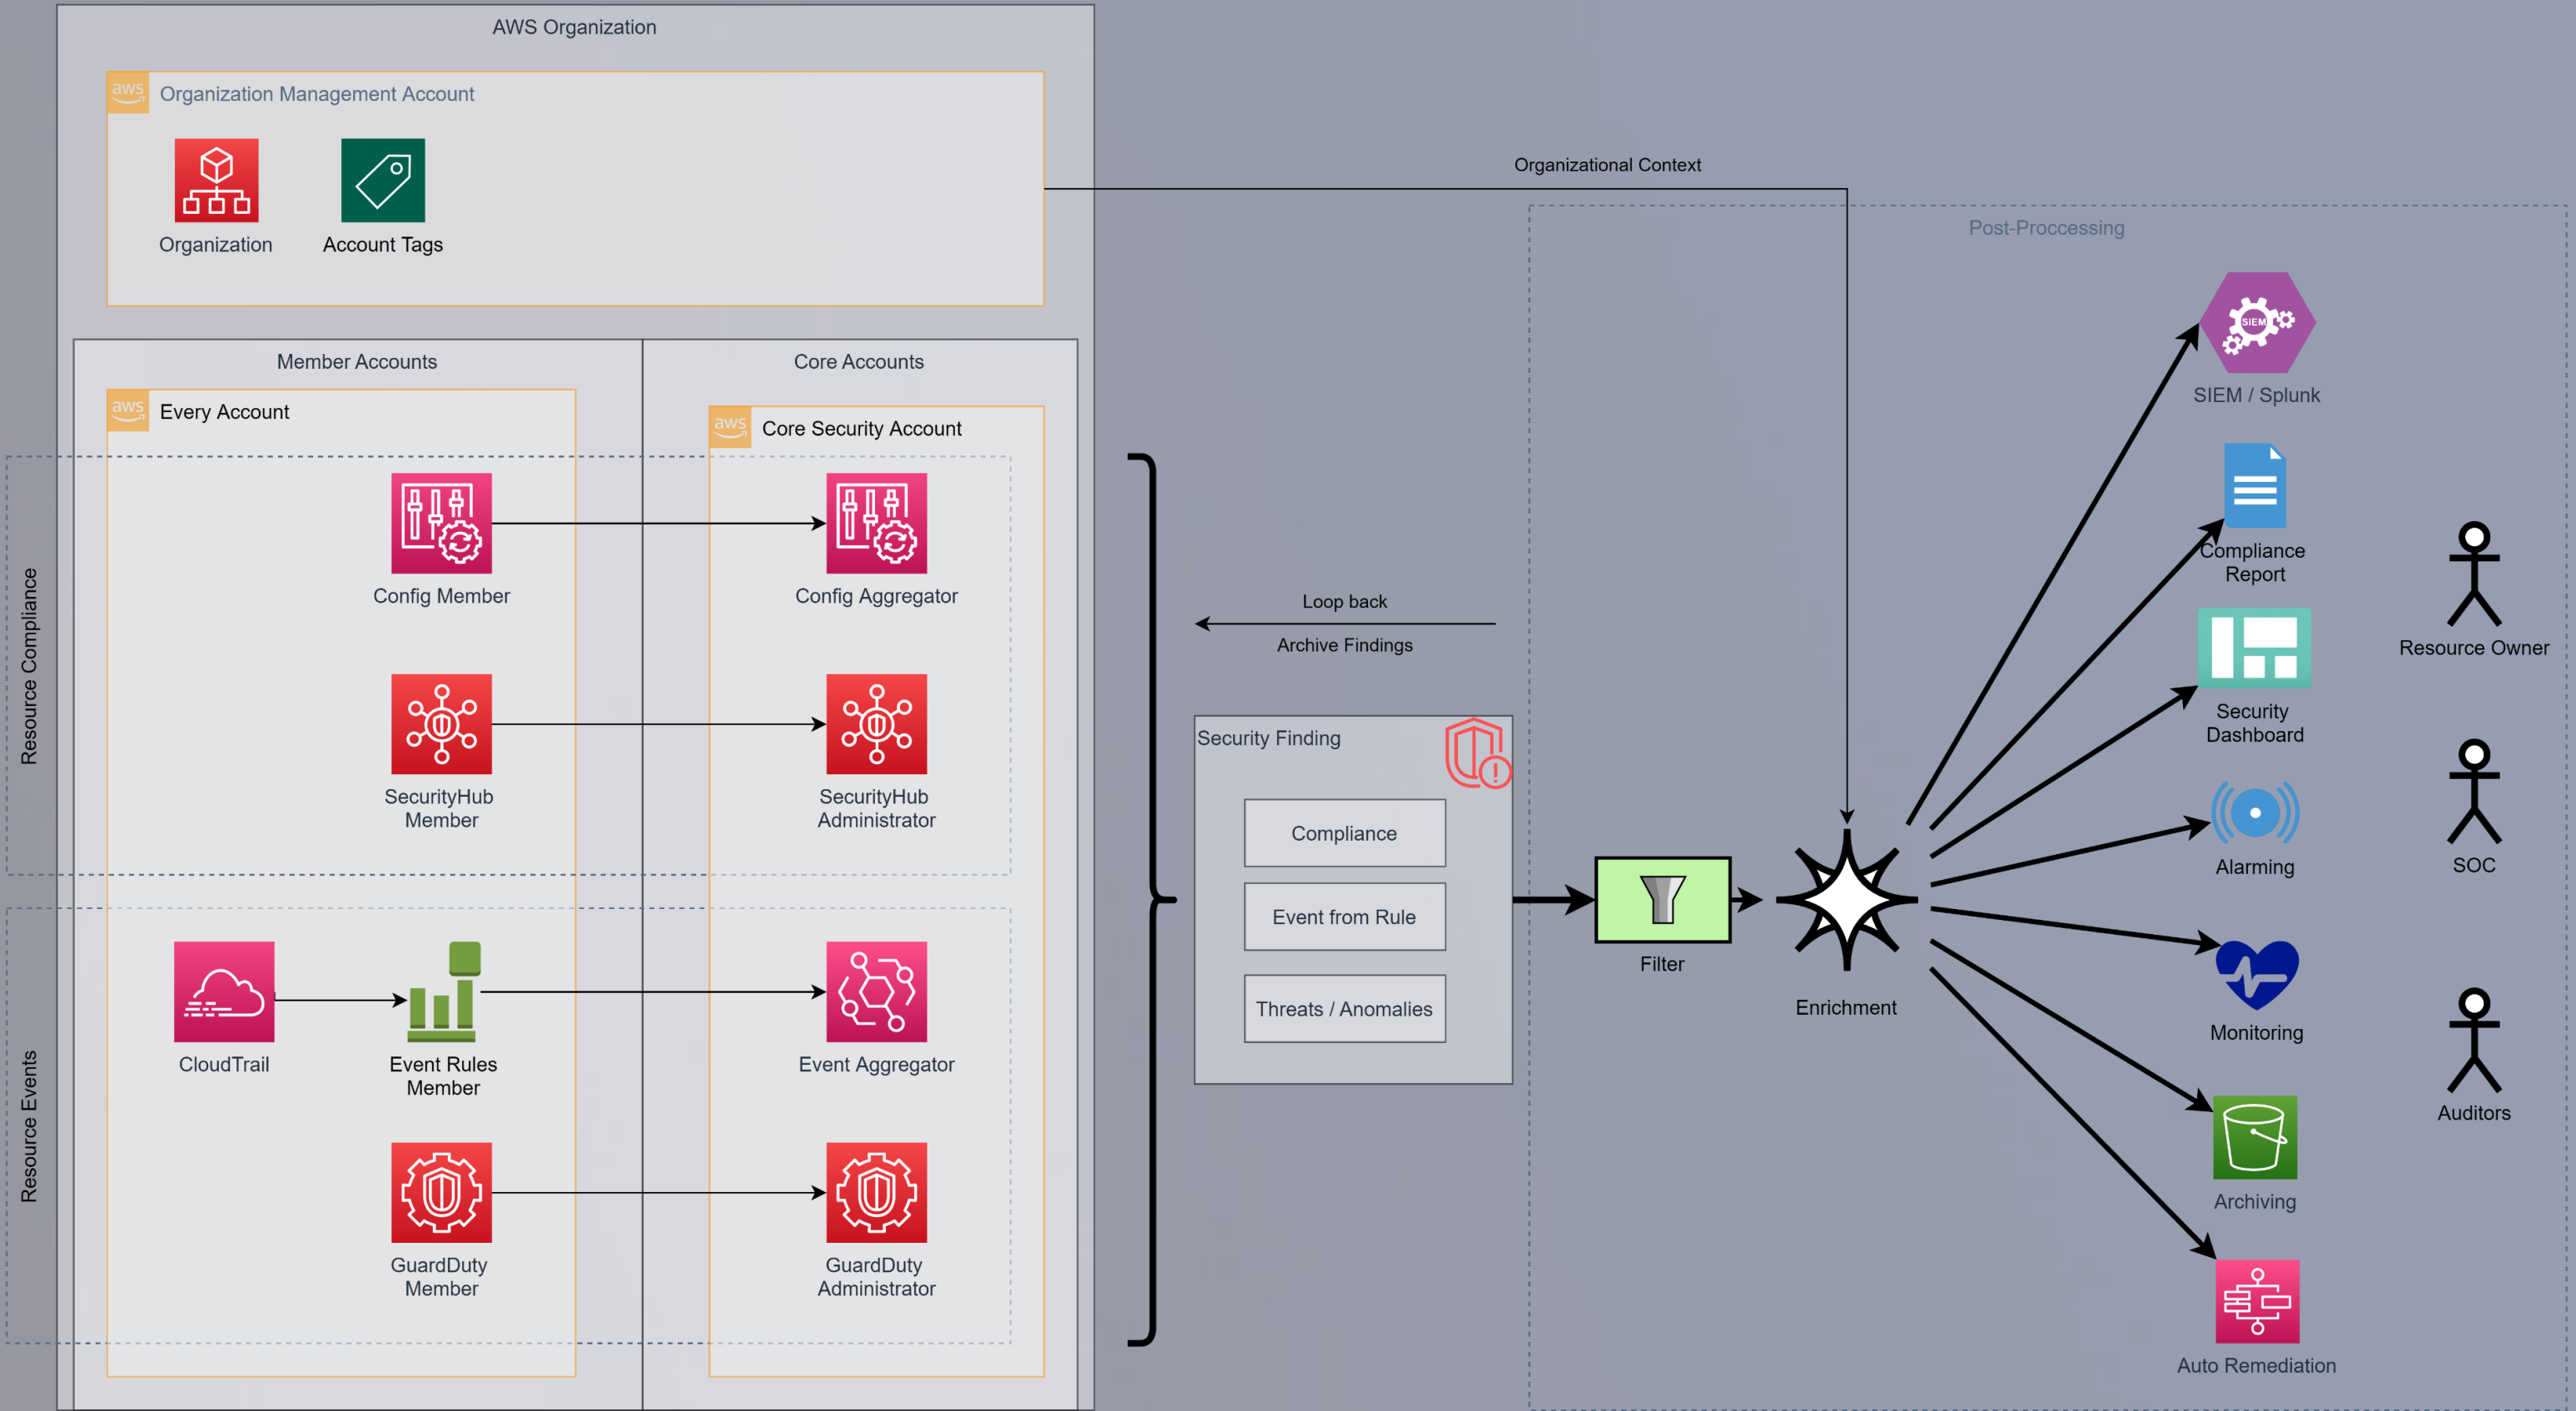 AWS Organization
aws
Organization Management Account
Organization
Account Tags
Organizational Context
Post-Proccessing
Member Accounts
Core Accounts
aws
Every Account
aws
Core Security Account
Resource Compliance
Config Member
Config Aggregator
SecurityHub
Member
SecurityHub
Administrator
Resource Events
CloudTrail
Event Rules
Member
Event Aggregator
GuardDuty
Member
GuardDuty
Administrator
Loop back
Archive Findings
Security Finding
Compliance
Event from Rule
Threats / Anomalies
Filter
Enrichment
SIEM
SIEM / Splunk
Compliance
Report
Security
Dashboard
Alarming
Monitoring
Archiving
Auto Remediation
Resource Owner
SOC
Auditors